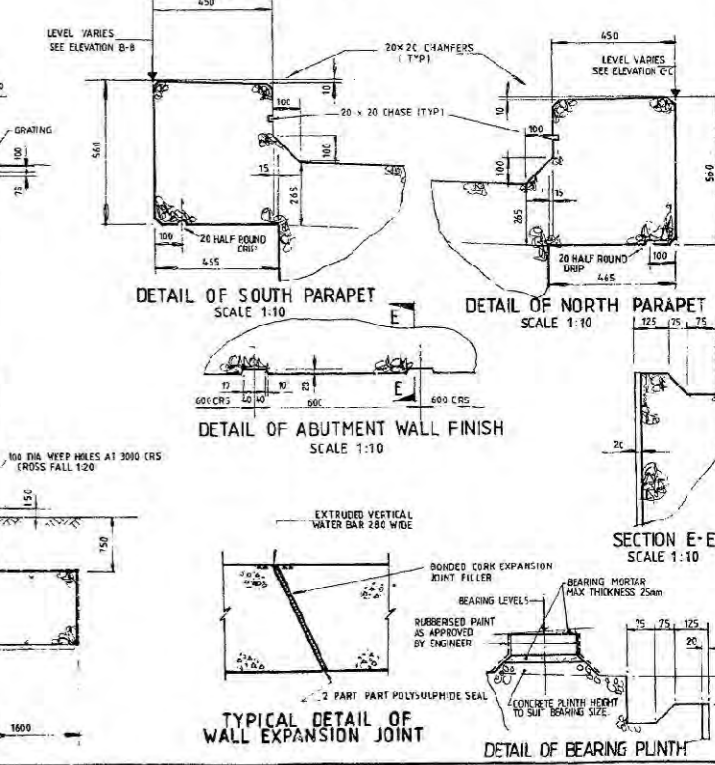 450
LEVEL VARIES
SEE ELEVATION B-B
20 x 20 CHAMFERS
(TYP)
450
LEVEL VARIES
SEE ELEVATION C-C
GRATING
100
75
560
10
100
20 x 20 CHASE (TYP)
100
15
265
100
20 HALF ROUND
DRIP
455
DETAIL OF SOUTH PARAPET
SCALE 1:10
10
100
100
15
265
560
20 HALF ROUND
DRIP
100
465
DETAIL OF NORTH PARAPET
SCALE 1:10
E
E
10
20
600 CRS
40
40
600
600 CRS
DETAIL OF ABUTMENT WALL FINISH
SCALE 1:10
125
75
75
SECTION E-E
SCALE 1:10
100 DIA WEEP HOLES AT 3000 CRS
CROSS FALL 1:20
150
750
1600
EXTRUDED VERTICAL
WATER BAR 280 WIDE
BONDED CORK EXPANSION
JOINT FILLER
2 PART PART POLYSULPHIDE SEAL
TYPICAL DETAIL OF
WALL EXPANSION JOINT
BEARING MORTAR
MAX THICKNESS 25mm
BEARING LEVELS
RUBBERISED PAINT
AS APPROVED
BY ENGINEER
CONCRETE PLINTH HEIGHT
TO SUIT BEARING SIZE.
75
75
125
20
DETAIL OF BEARING PLINTH